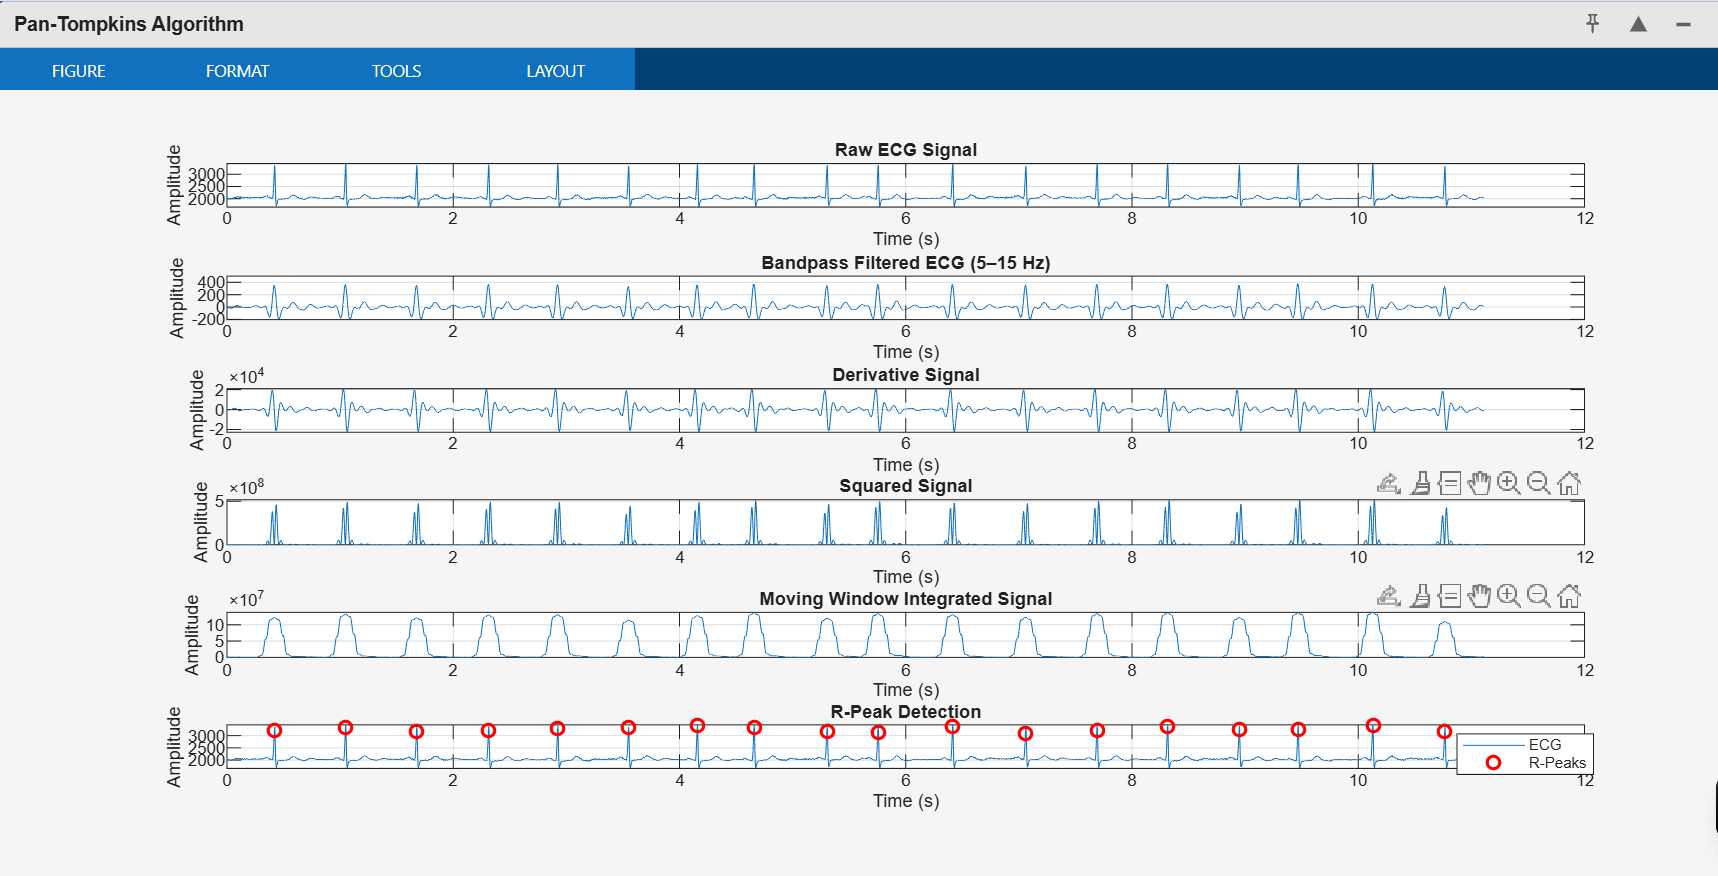 Pan-Tompkins Algorithm
FIGURE FORMAT TOOLS LAYOUT
Raw ECG Signal
Amplitude
3000
2500
2000
0 2 4 6 8 10 12
Time (s)
Bandpass Filtered ECG (5–15 Hz)
Amplitude
400
200
0
-200
0 2 4 6 8 10 12
Time (s)
×10^4
Derivative Signal
Amplitude
2
0
-2
0 2 4 6 8 10 12
Time (s)
×10^8
Squared Signal
Amplitude
5
0
0 2 4 6 8 10 12
Time (s)
×10^7
Moving Window Integrated Signal
Amplitude
10
5
0
0 2 4 6 8 10 12
Time (s)
R-Peak Detection
Amplitude
3000
2500
2000
ECG
R-Peaks
0 2 4 6 8 10 12
Time (s)